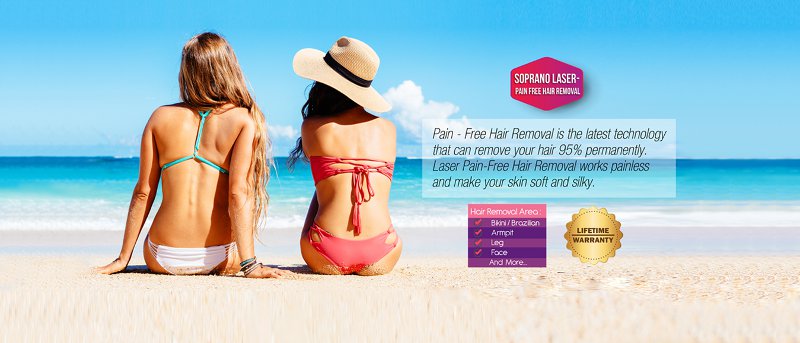 SOPRANO LASER-
PAIN FREE HAIR REMOVAL
Pain - Free Hair Removal is the latest technology
that can remove your hair 95% permanently.
Laser Pain-Free Hair Removal works painless
and make your skin soft and silky.
Hair Removal Area :
Bikini / Brazilian
Armpit
Leg
Face
And More...
LIFETIME
WARRANTY